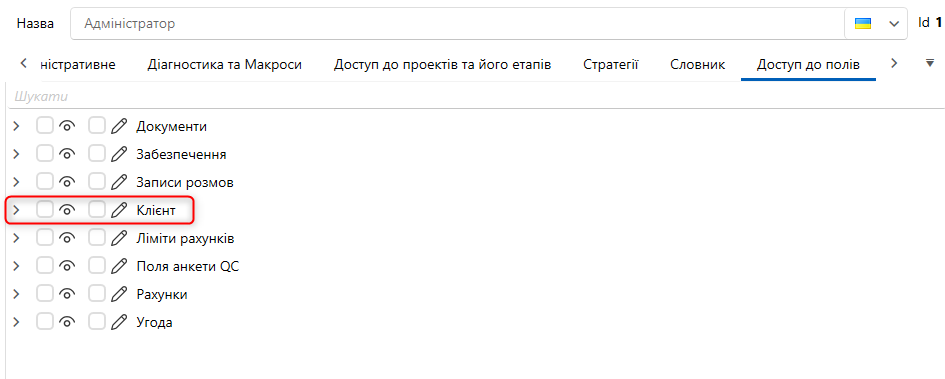 Назва Адміністратор Id 1
ністративне Діагностика та Макроси Доступ до проектів та його етапів Стратегії Словник Доступ до полів
Шукати
Документи
Забезпечення
Записи розмов
Клієнт
Ліміти рахунків
Поля анкети QC
Рахунки
Угода